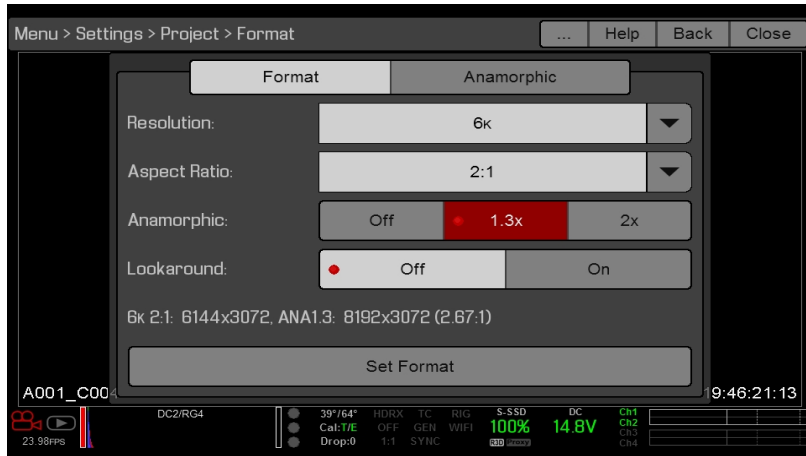 Menu > Settings > Project > Format ... Help Back Close
Format Anamorphic
Resolution: 6K
Aspect Ratio: 2:1
Anamorphic: Off 1.3x 2x
Lookaround: Off On
6K 2:1: 6144x3072, ANA1.3: 8192x3072 (2.67:1)
Set Format
A001_C004 19:46:21:13
DC2/RG4 39°/64° HDRX TC RIG S-SSD DC Ch1
Cal:T/E OFF GEN WIFI 100% 14.8V Ch2
23.98FPS Drop:0 1:1 SYNC R3D Proxy Ch3
Ch4